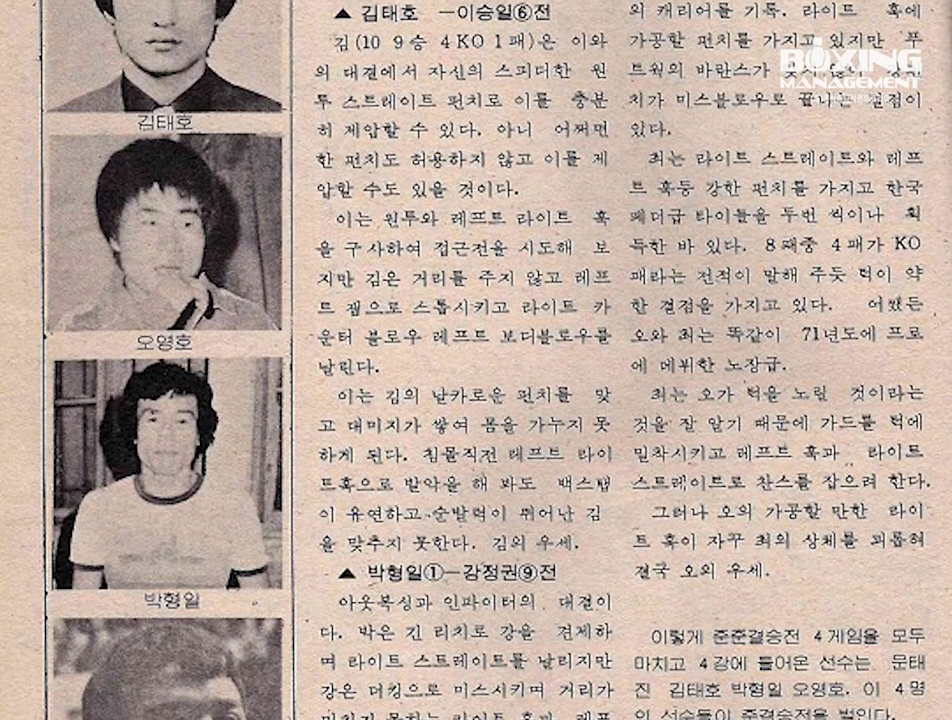 김태호
오영호
박형일
▲ 김태호 —이승일⑥전
김(10 9승 4KO 1패)은 이와
의 대결에서 자신의 스피디한 원
투 스트레이트 펀치로 이를 충분
히 제압할 수 있다. 아니 어쩌면
한 펀치도 허용하지 않고 이를 제
압할 수도 있을 것이다.
이는 원투와 레프트 라이트 훅
을 구사하여 접근전을 시도해 보
지만 김은 거리를 주지 않고 레프
트 잽으로 스톱시키고 라이트 카
운터 블로우 레프트 보디블로우를
날린다.
이는 김의 날카로운 펀치를 맞
고 대미지가 쌓여 몸을 가누지 못
하게 된다. 침몰직전 레프트 라이
트훅으로 발악을 해 봐도 백스탭
이 유연하고 순발력이 뛰어난 김
을 맞추지 못한다. 김의 우세.
▲ 박형일①—강정권⑨전
아웃복싱과 인파이터의 대결이
다. 박은 긴 리치로 강을 견제하
며 라이트 스트레이트를 날리지만
강은 더킹으로 미스시키며 거리가
의 캐리어를 기록. 라이트 훅에
가공할 펀치를 가지고 있지만 푸
트웍의 바란스가
치가 미스블로우로 끝나는 결점이
있다.
최는 라이트 스트레이트와 레프
트 훅등 강한 펀치를 가지고 한국
페더급 타이틀을 두번 씩이나 획
득한 바 있다. 8패중 4패가 KO
패라는 전적이 말해 주듯 턱이 약
한 결점을 가지고 있다. 어쨌든
오와 최는 똑같이 71년도에 프로
에 데뷔한 노장급.
최는 오가 턱을 노릴 것이라는
것을 잘 알기 때문에 가드를 턱에
밀착시키고 레프트 훅과 라이트
스트레이트로 찬스를 잡으려 한다.
그러나 오의 가공할 만한 라이
트 훅이 자꾸 최의 상체를 괴롭혀
결국 오의 우세.
이렇게 준준결승전 4게임을 모두
마치고 4강에 들어온 선수는 문태
진 김태호 박형일 오영호. 이 4명
의 선수들이 준결승전을 벌인다.
BOXING
MANAGEMENT